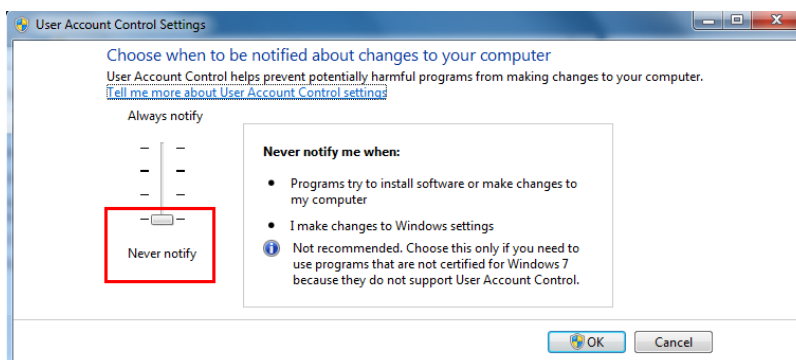 User Account Control Settings
Choose when to be notified about changes to your computer
User Account Control helps prevent potentially harmful programs from making changes to your computer.
Tell me more about User Account Control settings
Always notify
Never notify me when:
• Programs try to install software or make changes to
my computer
• I make changes to Windows settings
Not recommended. Choose this only if you need to
use programs that are not certified for Windows 7
because they do not support User Account Control.
Never notify
OK
Cancel